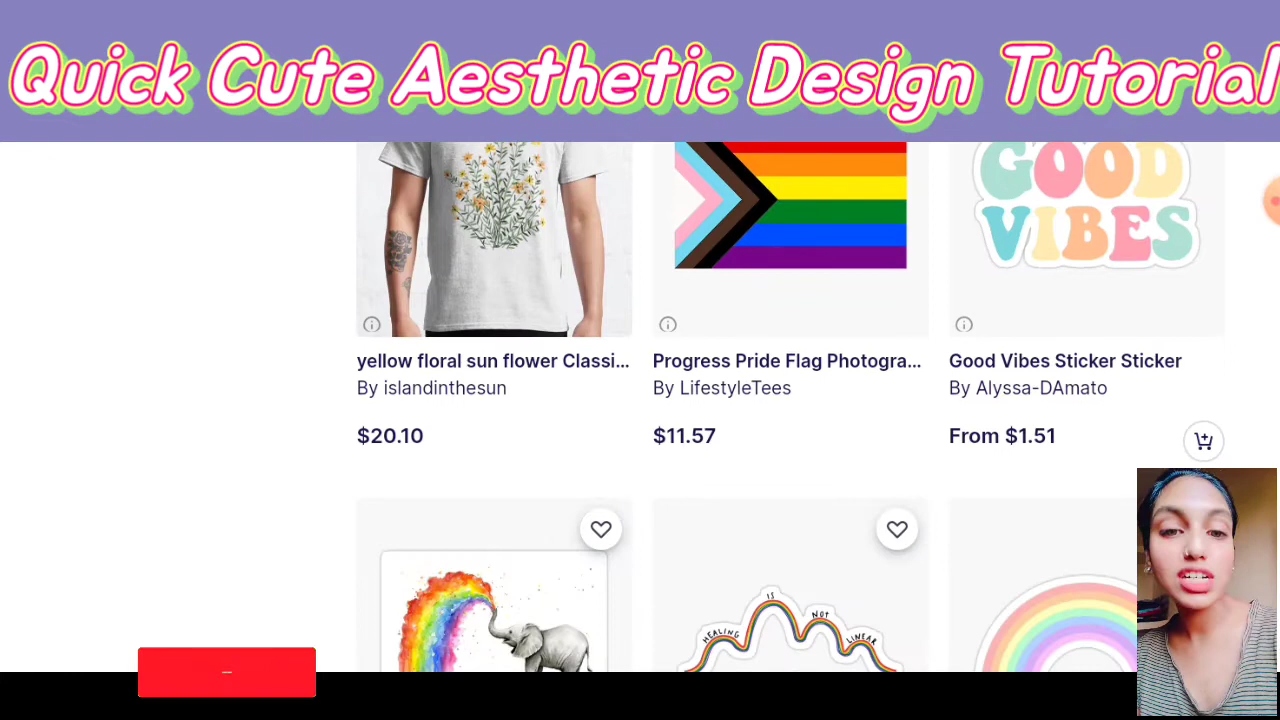 Quick Cute Aesthetic Design Tutorial
GOOD
VIBES
yellow floral sun flower Classi...
By islandinthesun
$20.10
Progress Pride Flag Photogra...
By LifestyleTees
$11.57
Good Vibes Sticker Sticker
By Alyssa-DAmato
From $1.51
HEALING IS NOT LINEAR